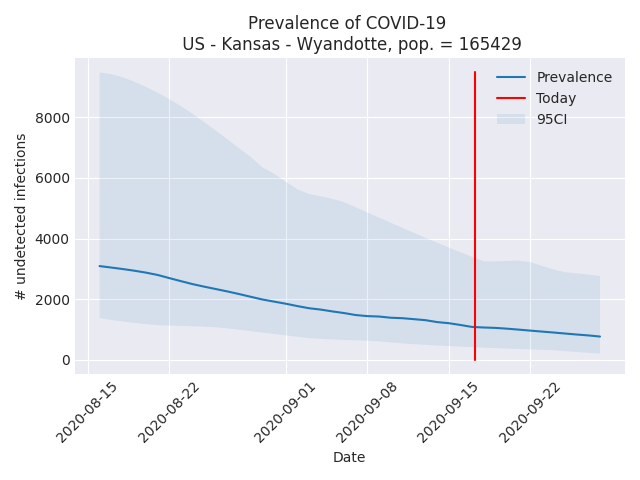 Prevalence of COVID-19
US - Kansas - Wyandotte, pop. = 165429
Prevalence
Today
95CI
# undetected infections
8000
6000
4000
2000
0
2020-08-15
2020-08-22
2020-09-01
2020-09-08
2020-09-15
2020-09-22
Date